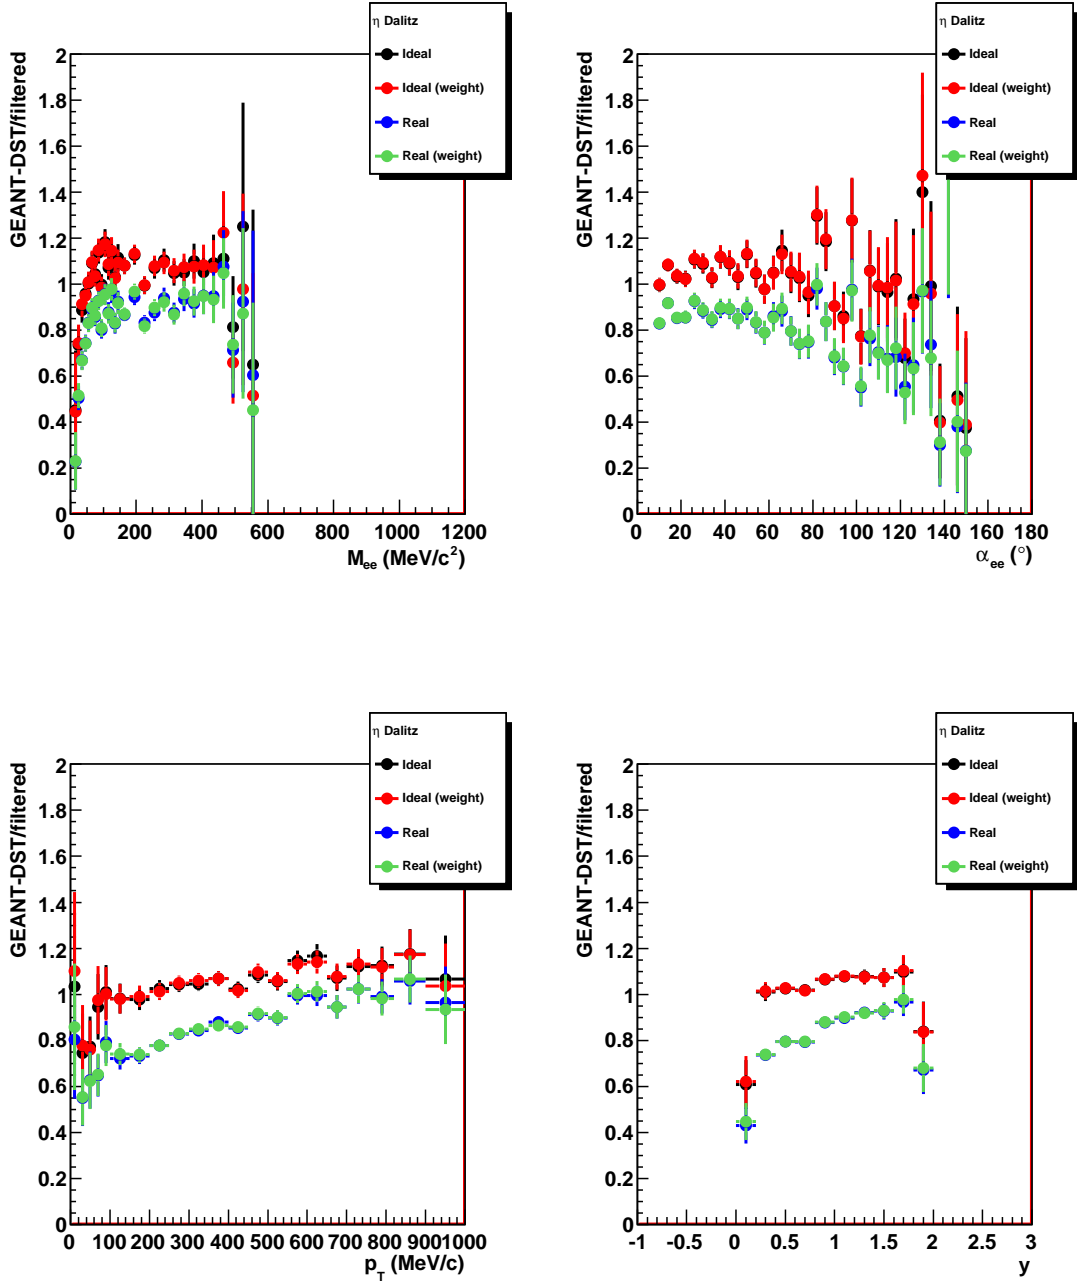 η Dalitz
Ideal
Ideal (weight)
Real
Real (weight)
GEANT-DST/filtered
2
1.8
1.6
1.4
1.2
1
0.8
0.6
0.4
0.2
0
0 200 400 600 800 1000 1200
M_ee (MeV/c²)
η Dalitz
Ideal
Ideal (weight)
Real
Real (weight)
GEANT-DST/filtered
2
1.8
1.6
1.4
1.2
1
0.8
0.6
0.4
0.2
0
0 20 40 60 80 100 120 140 160 180
α_ee (°)
η Dalitz
Ideal
Ideal (weight)
Real
Real (weight)
GEANT-DST/filtered
2
1.8
1.6
1.4
1.2
1
0.8
0.6
0.4
0.2
0
0 100 200 300 400 500 600 700 800 900 1000
p_T (MeV/c)
η Dalitz
Ideal
Ideal (weight)
Real
Real (weight)
GEANT-DST/filtered
2
1.8
1.6
1.4
1.2
1
0.8
0.6
0.4
0.2
0
-1 -0.5 0 0.5 1 1.5 2 2.5 3
y